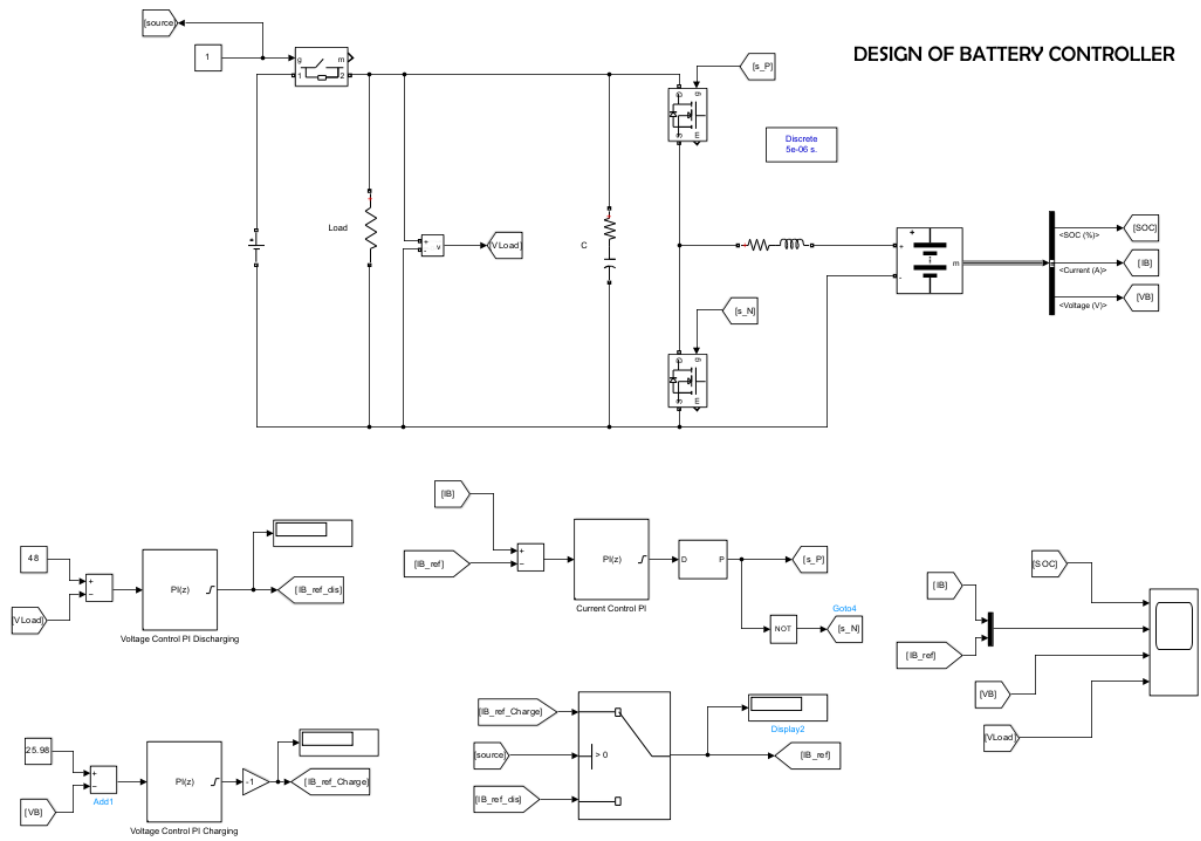 DESIGN OF BATTERY CONTROLLER
[source]
1
g
m
1
2
[s_P]
Discrete
5e-06 s.
Load
+
-
v
[VLoad]
C
[s_N]
+
+
-
m
<SOC (%)>
[SOC]
<Current (A)>
[IB]
<Voltage (V)>
[VB]
[IB]
[IB_ref]
+
−
PI(z)
Current Control PI
D
P
[s_P]
Goto4
NOT
[s_N]
48
[VLoad]
+
−
PI(z)
Voltage Control PI Discharging
[IB_ref_dis]
[SOC]
[IB]
[IB_ref]
[VB]
[VLoad]
25.98
[VB]
+
−
Add1
PI(z)
Voltage Control PI Charging
-1
[IB_ref_Charge]
[IB_ref_Charge]
[source]
> 0
[IB_ref_dis]
Display2
[IB_ref]